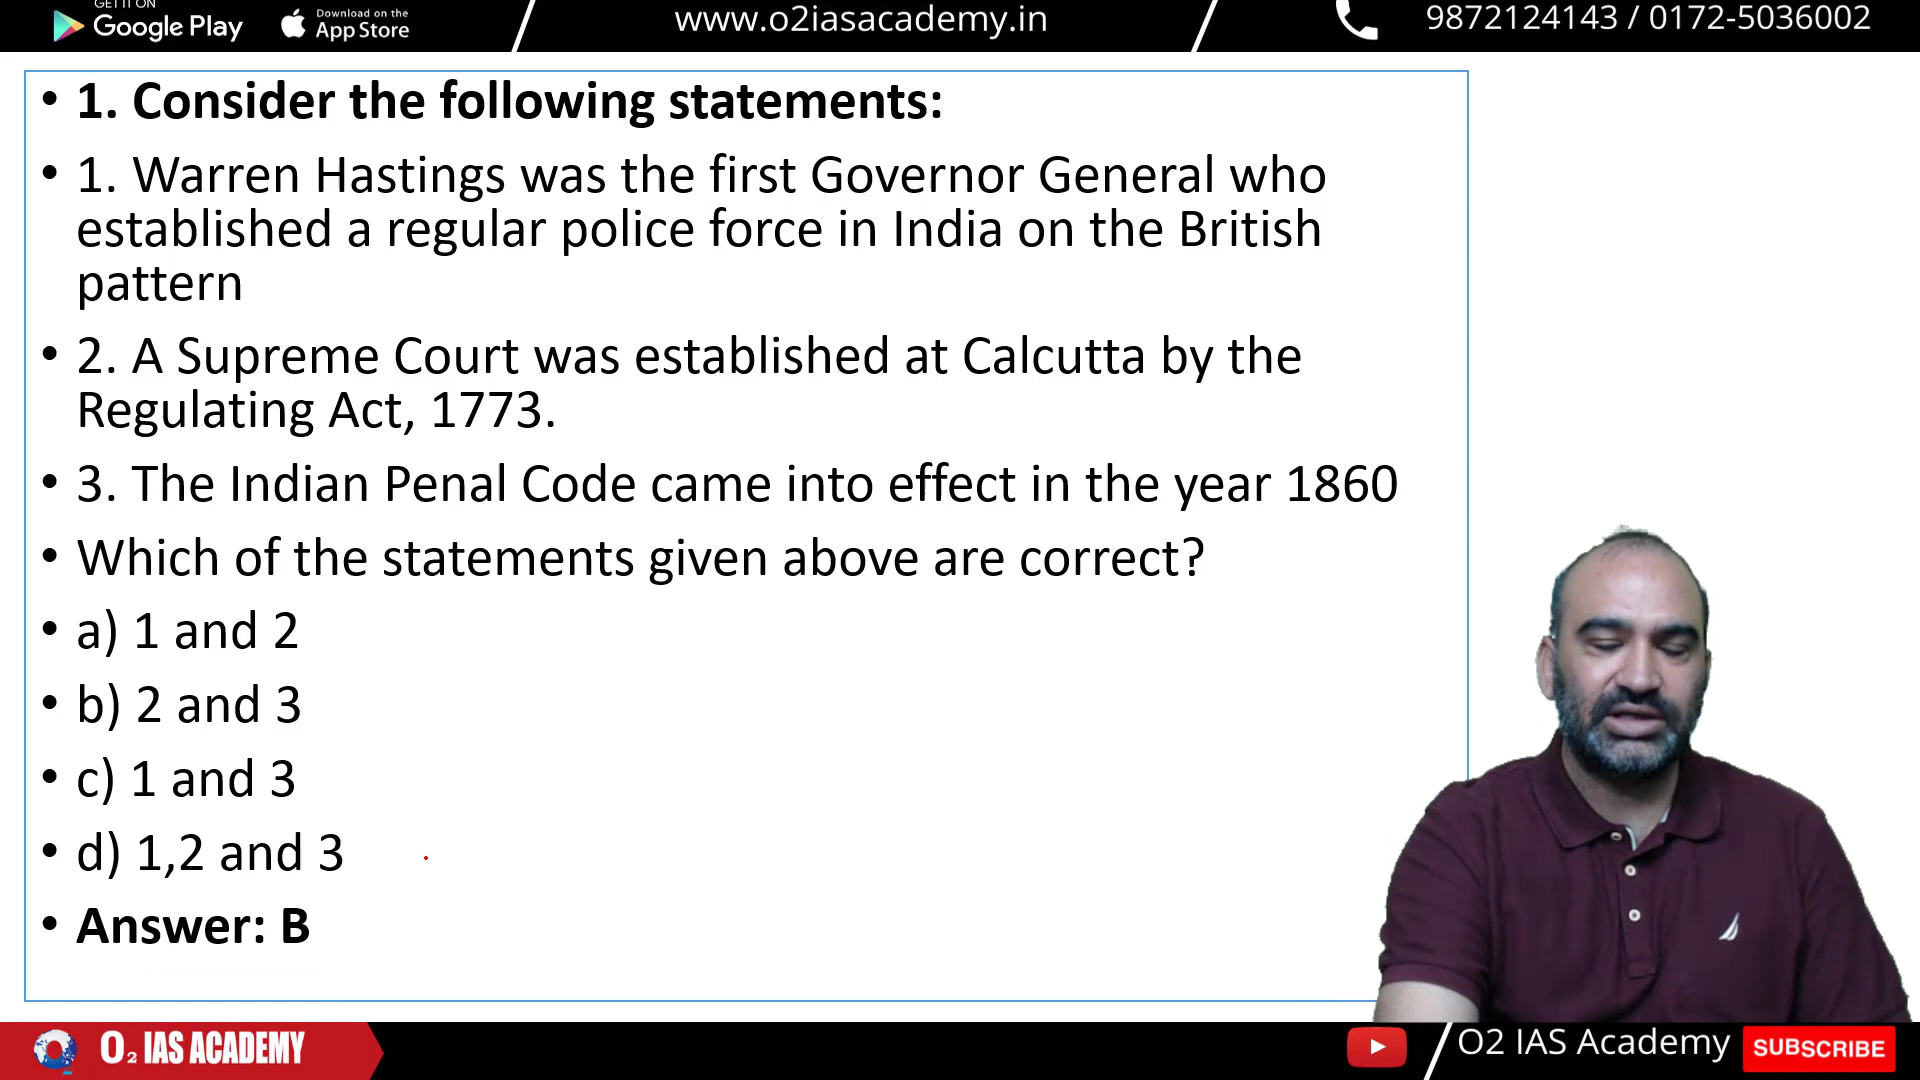 GET IT ON
Google Play
Download on the
App Store
www.o2iasacademy.in
9872124143 / 0172-5036002
• 1. Consider the following statements:
• 1. Warren Hastings was the first Governor General who
established a regular police force in India on the British
pattern
• 2. A Supreme Court was established at Calcutta by the
Regulating Act, 1773.
• 3. The Indian Penal Code came into effect in the year 1860
• Which of the statements given above are correct?
• a) 1 and 2
• b) 2 and 3
• c) 1 and 3
• d) 1,2 and 3
• Answer: B
O2 IAS ACADEMY
O2 IAS Academy
SUBSCRIBE